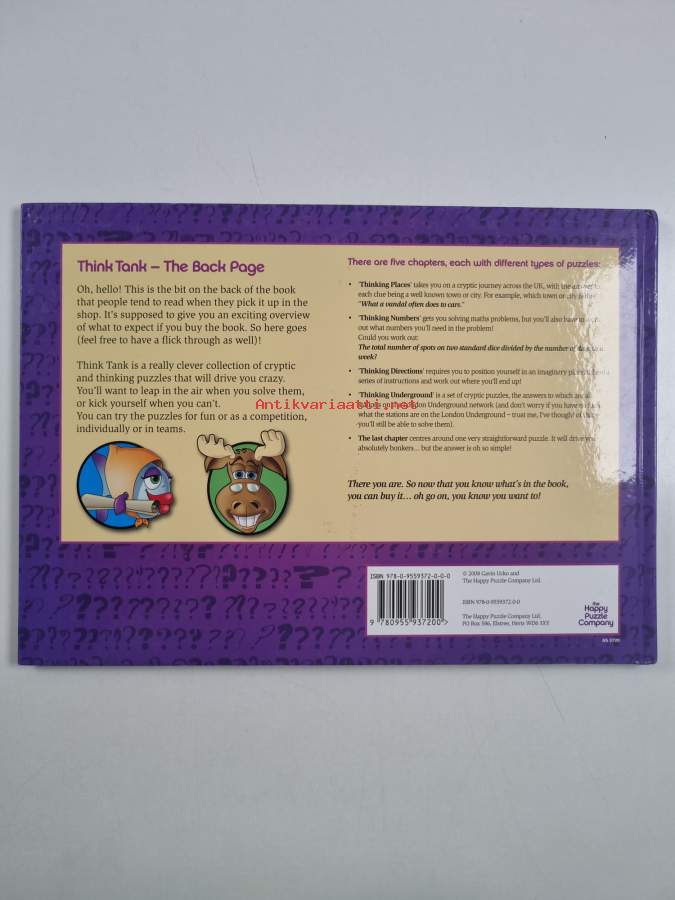 Think Tank – The Back Page
Oh, hello! This is the bit on the back of the book
that people tend to read when they pick it up in the
shop. It's supposed to give you an exciting overview
of what to expect if you buy the book. So here goes
(feel free to have a flick through as well)!
Think Tank is a really clever collection of cryptic
and thinking puzzles that will drive you crazy.
You'll want to leap in the air when you solve them,
or kick yourself when you can't.
You can try the puzzles for fun or as a competition,
individually or in teams.
There are five chapters, each with different types of puzzles:
• 'Thinking Places' takes you on a cryptic journey across the UK, with the answer to
each clue being a well known town or city. For example, which town or city is this:
"What a vandal often does to cars."
• 'Thinking Numbers' gets you solving maths problems, but you'll also have to work
out what numbers you'll need in the problem!
Could you work out:
The total number of spots on two standard dice divided by the number of days in a
week?
• 'Thinking Directions' requires you to position yourself in an imaginary
series of instructions and work out where you'll end up!
• 'Thinking Underground' is a set of cryptic puzzles, the answers to which are all
stations on the London Underground network (and don't worry if you have no idea
what the stations are on the London Underground – trust me, I've though! of
you'll still be able to solve them).
• The last chapter centres around one very straightforward puzzle. It will drive you
absolutely bonkers... but the answer is oh so simple!
There you are. So now that you know what's in the book,
you can buy it... oh go on, you know you want to!
Antikvariaatti.net
ISBN 978-0-9559372-0-0
9 780955 937200 >
© 2008 Gavin Ucko and
The Happy Puzzle Company Ltd.
ISBN 978-0-9559372-0-0
The Happy Puzzle Company Ltd,
PO Box 586, Elstree, Herts WD6 3XY
the
Happy
Puzzle
Company